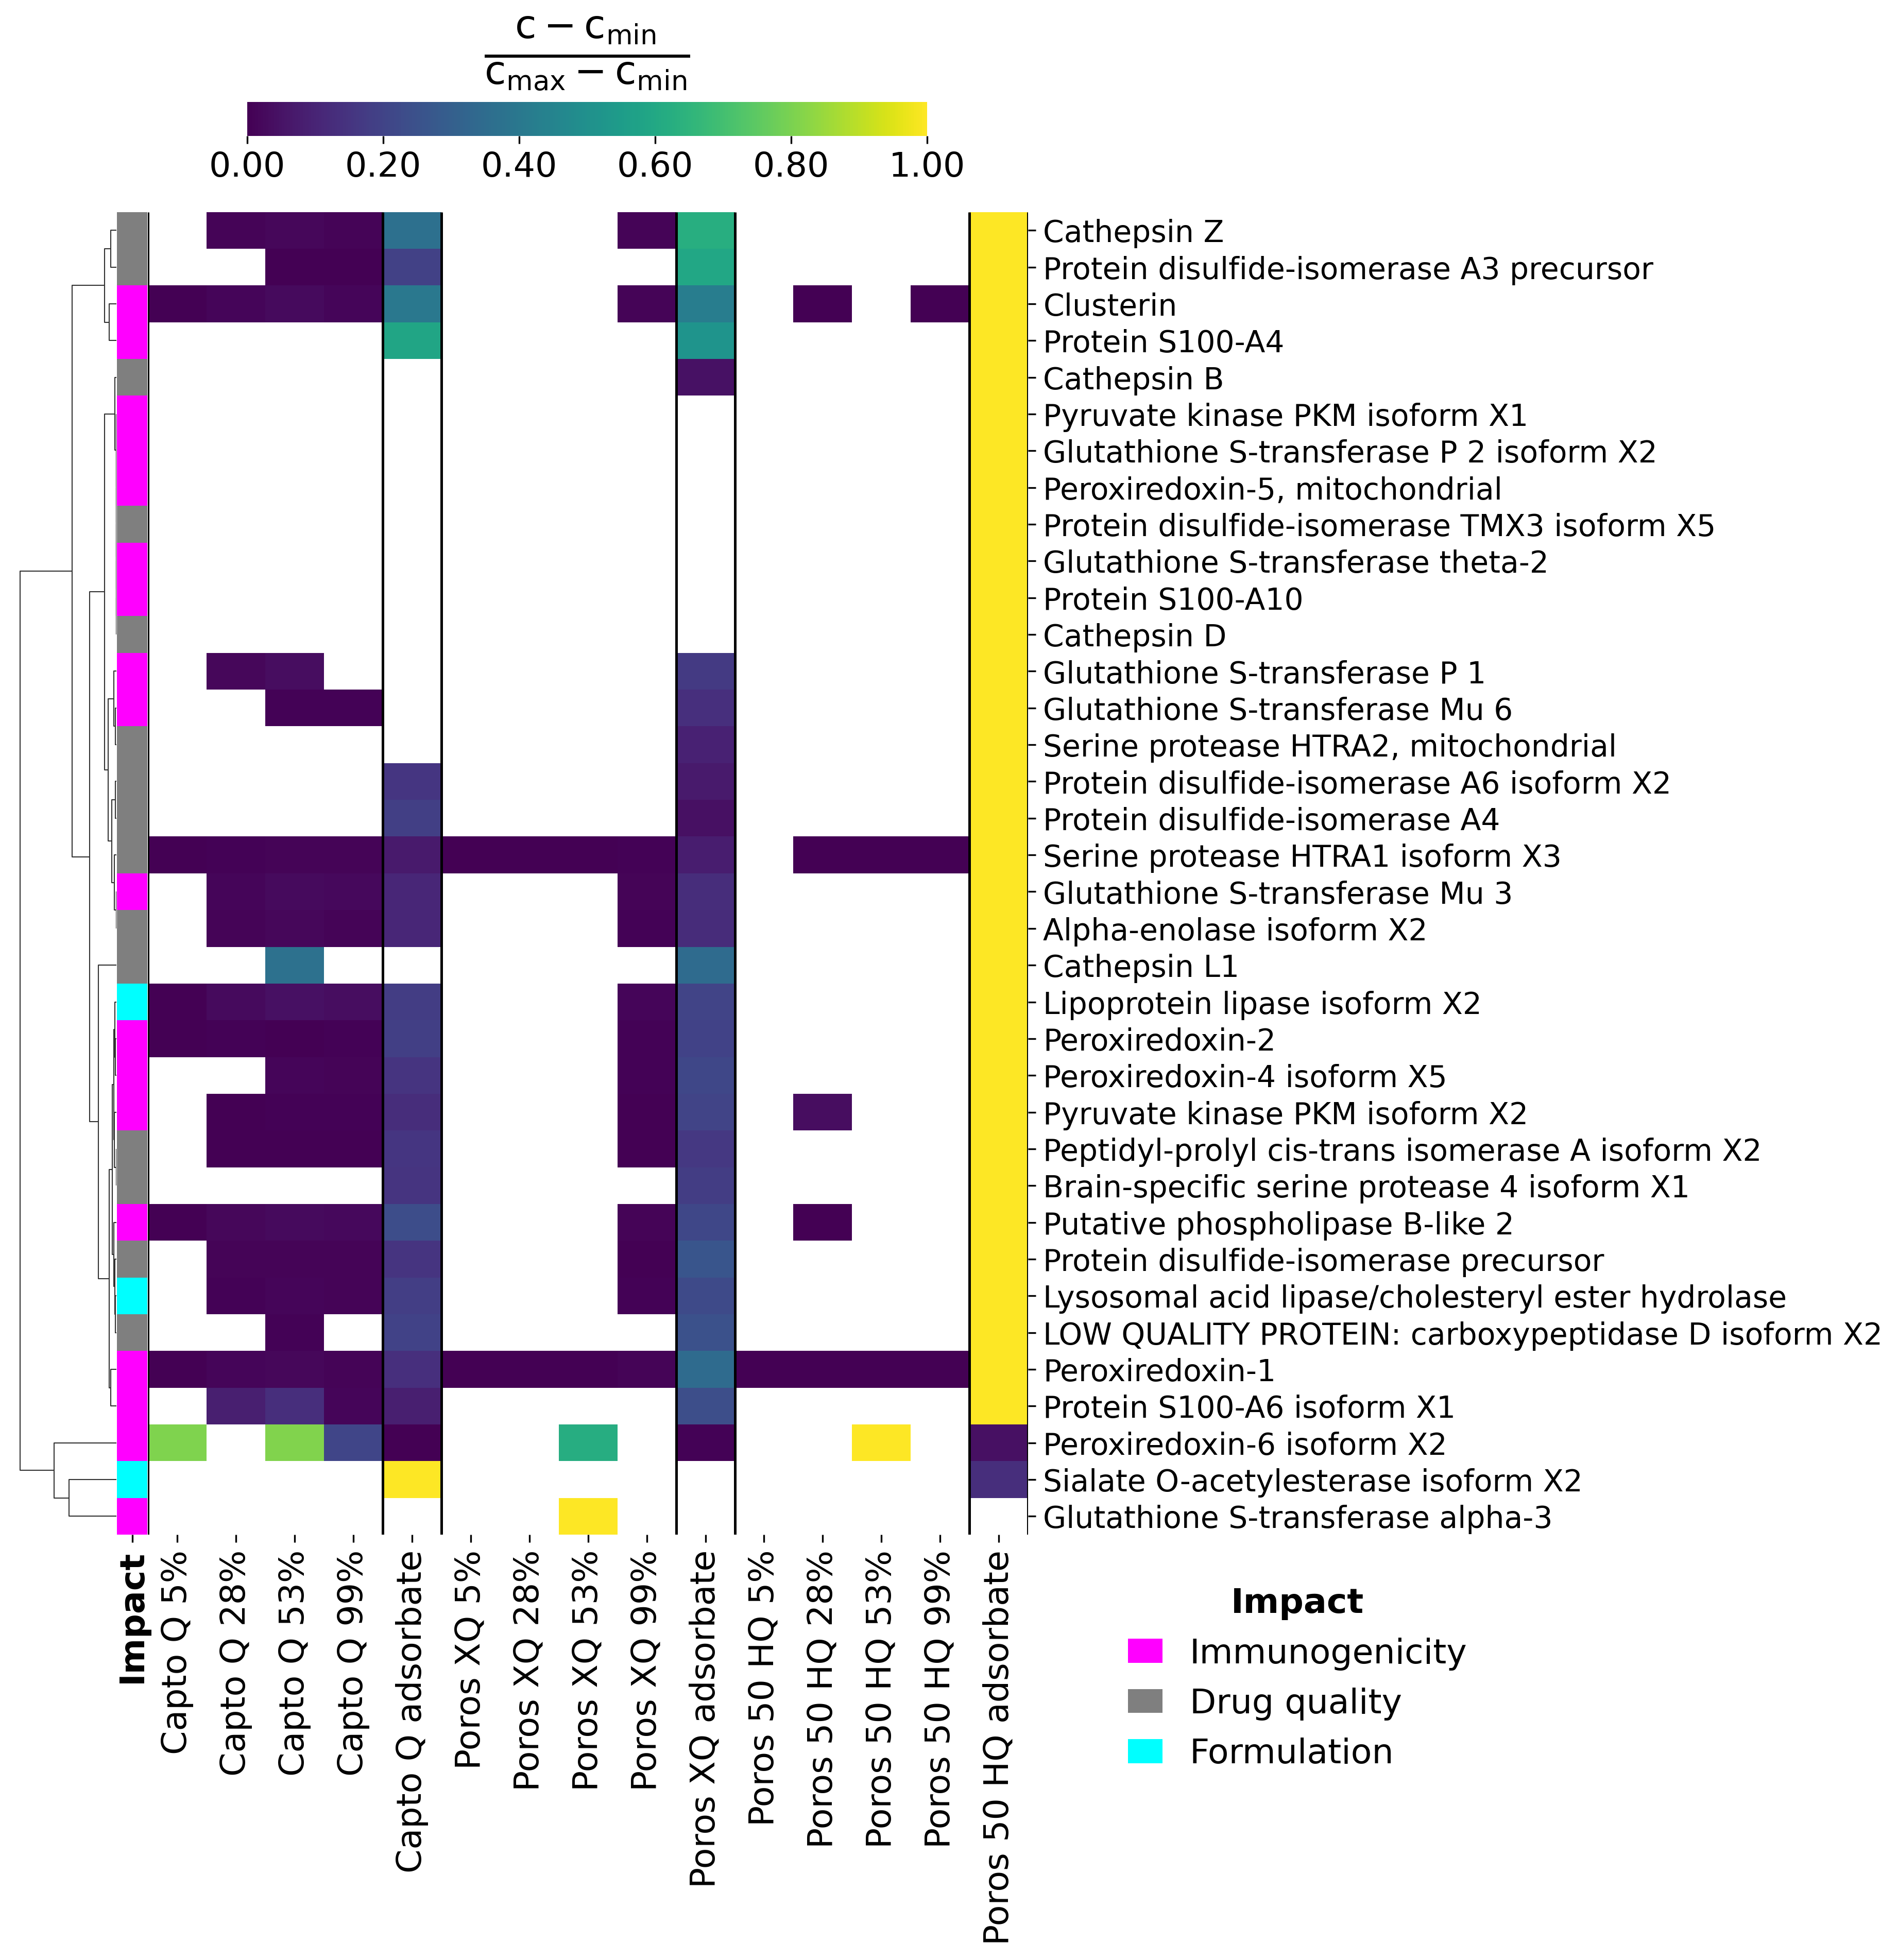 c − cmin
cmax − cmin
0.00 0.20 0.40 0.60 0.80 1.00
Cathepsin Z
Protein disulfide-isomerase A3 precursor
Clusterin
Protein S100-A4
Cathepsin B
Pyruvate kinase PKM isoform X1
Glutathione S-transferase P 2 isoform X2
Peroxiredoxin-5, mitochondrial
Protein disulfide-isomerase TMX3 isoform X5
Glutathione S-transferase theta-2
Protein S100-A10
Cathepsin D
Glutathione S-transferase P 1
Glutathione S-transferase Mu 6
Serine protease HTRA2, mitochondrial
Protein disulfide-isomerase A6 isoform X2
Protein disulfide-isomerase A4
Serine protease HTRA1 isoform X3
Glutathione S-transferase Mu 3
Alpha-enolase isoform X2
Cathepsin L1
Lipoprotein lipase isoform X2
Peroxiredoxin-2
Peroxiredoxin-4 isoform X5
Pyruvate kinase PKM isoform X2
Peptidyl-prolyl cis-trans isomerase A isoform X2
Brain-specific serine protease 4 isoform X1
Putative phospholipase B-like 2
Protein disulfide-isomerase precursor
Lysosomal acid lipase/cholesteryl ester hydrolase
LOW QUALITY PROTEIN: carboxypeptidase D isoform X2
Peroxiredoxin-1
Protein S100-A6 isoform X1
Peroxiredoxin-6 isoform X2
Sialate O-acetylesterase isoform X2
Glutathione S-transferase alpha-3
Impact
Capto Q 5%
Capto Q 28%
Capto Q 53%
Capto Q 99%
Capto Q adsorbate
Poros XQ 5%
Poros XQ 28%
Poros XQ 53%
Poros XQ 99%
Poros XQ adsorbate
Poros 50 HQ 5%
Poros 50 HQ 28%
Poros 50 HQ 53%
Poros 50 HQ 99%
Poros 50 HQ adsorbate
Impact
Immunogenicity
Drug quality
Formulation